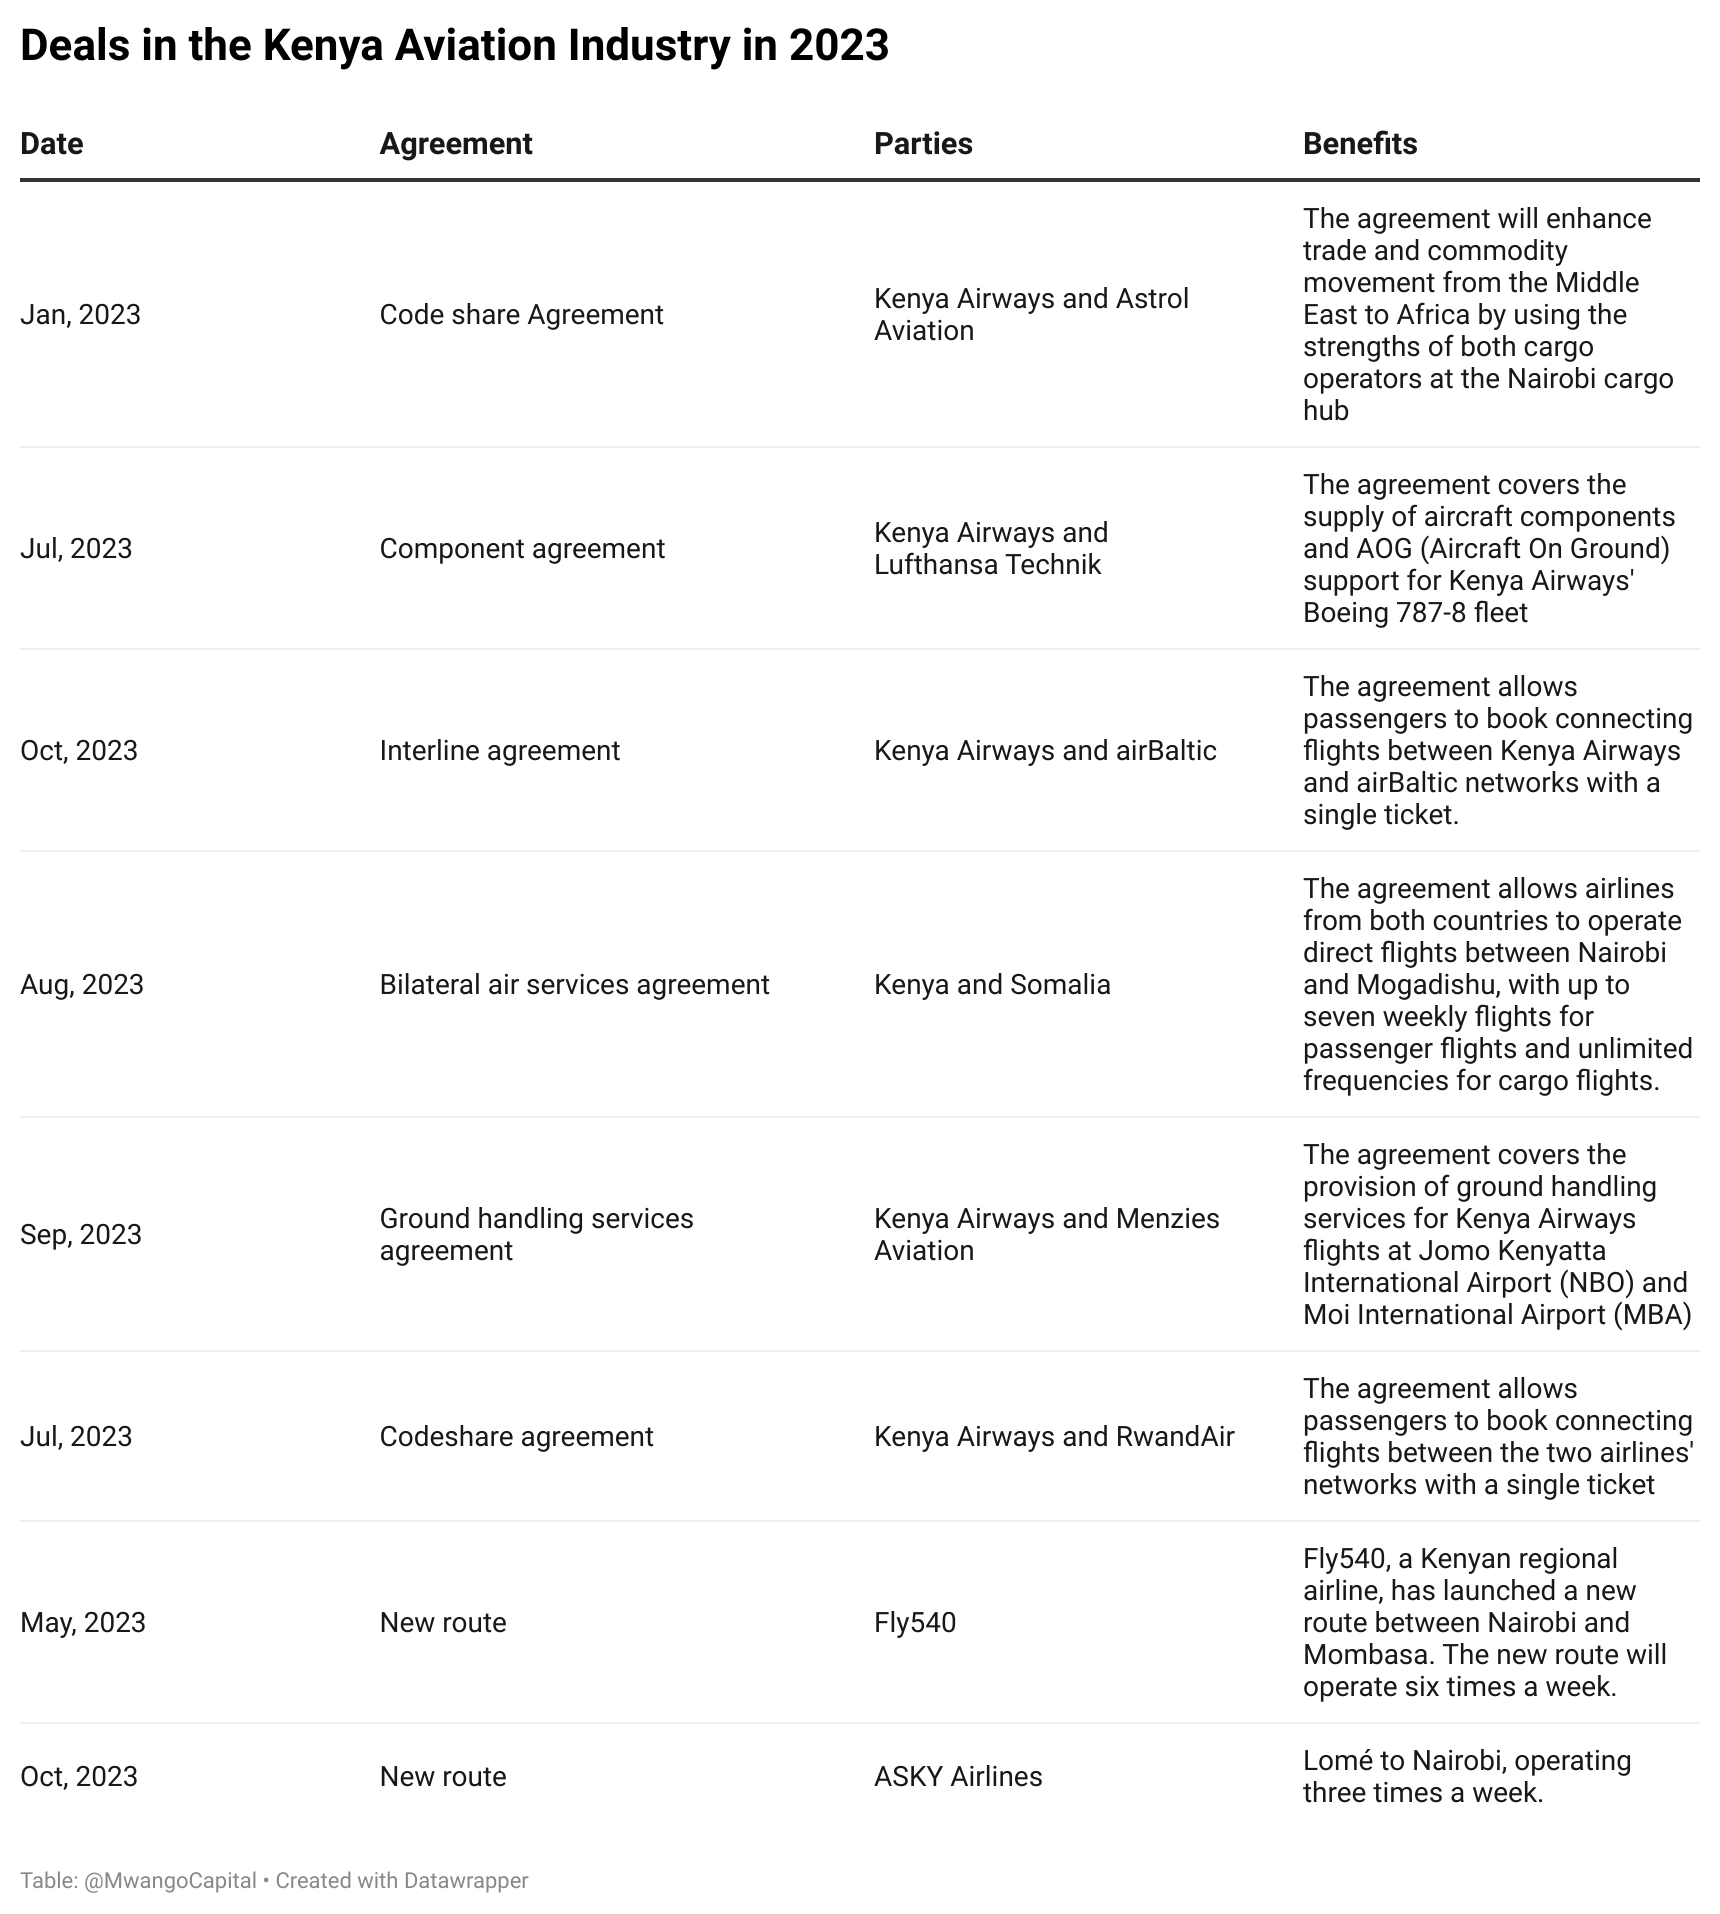 Deals in the Kenya Aviation Industry in 2023
Date Agreement Parties Benefits
Jan, 2023
Code share Agreement
Kenya Airways and Astrol
Aviation
The agreement will enhance
trade and commodity
movement from the Middle
East to Africa by using the
strengths of both cargo
operators at the Nairobi cargo
hub
Jul, 2023
Component agreement
Kenya Airways and
Lufthansa Technik
The agreement covers the
supply of aircraft components
and AOG (Aircraft On Ground)
support for Kenya Airways'
Boeing 787-8 fleet
Oct, 2023
Interline agreement
Kenya Airways and airBaltic
The agreement allows
passengers to book connecting
flights between Kenya Airways
and airBaltic networks with a
single ticket.
Aug, 2023
Bilateral air services agreement
Kenya and Somalia
The agreement allows airlines
from both countries to operate
direct flights between Nairobi
and Mogadishu, with up to
seven weekly flights for
passenger flights and unlimited
frequencies for cargo flights.
Sep, 2023
Ground handling services
agreement
Kenya Airways and Menzies
Aviation
The agreement covers the
provision of ground handling
services for Kenya Airways
flights at Jomo Kenyatta
International Airport (NBO) and
Moi International Airport (MBA)
Jul, 2023
Codeshare agreement
Kenya Airways and RwandAir
The agreement allows
passengers to book connecting
flights between the two airlines'
networks with a single ticket
May, 2023
New route
Fly540
Fly540, a Kenyan regional
airline, has launched a new
route between Nairobi and
Mombasa. The new route will
operate six times a week.
Oct, 2023
New route
ASKY Airlines
Lomé to Nairobi, operating
three times a week.
Table: @MwangoCapital • Created with Datawrapper